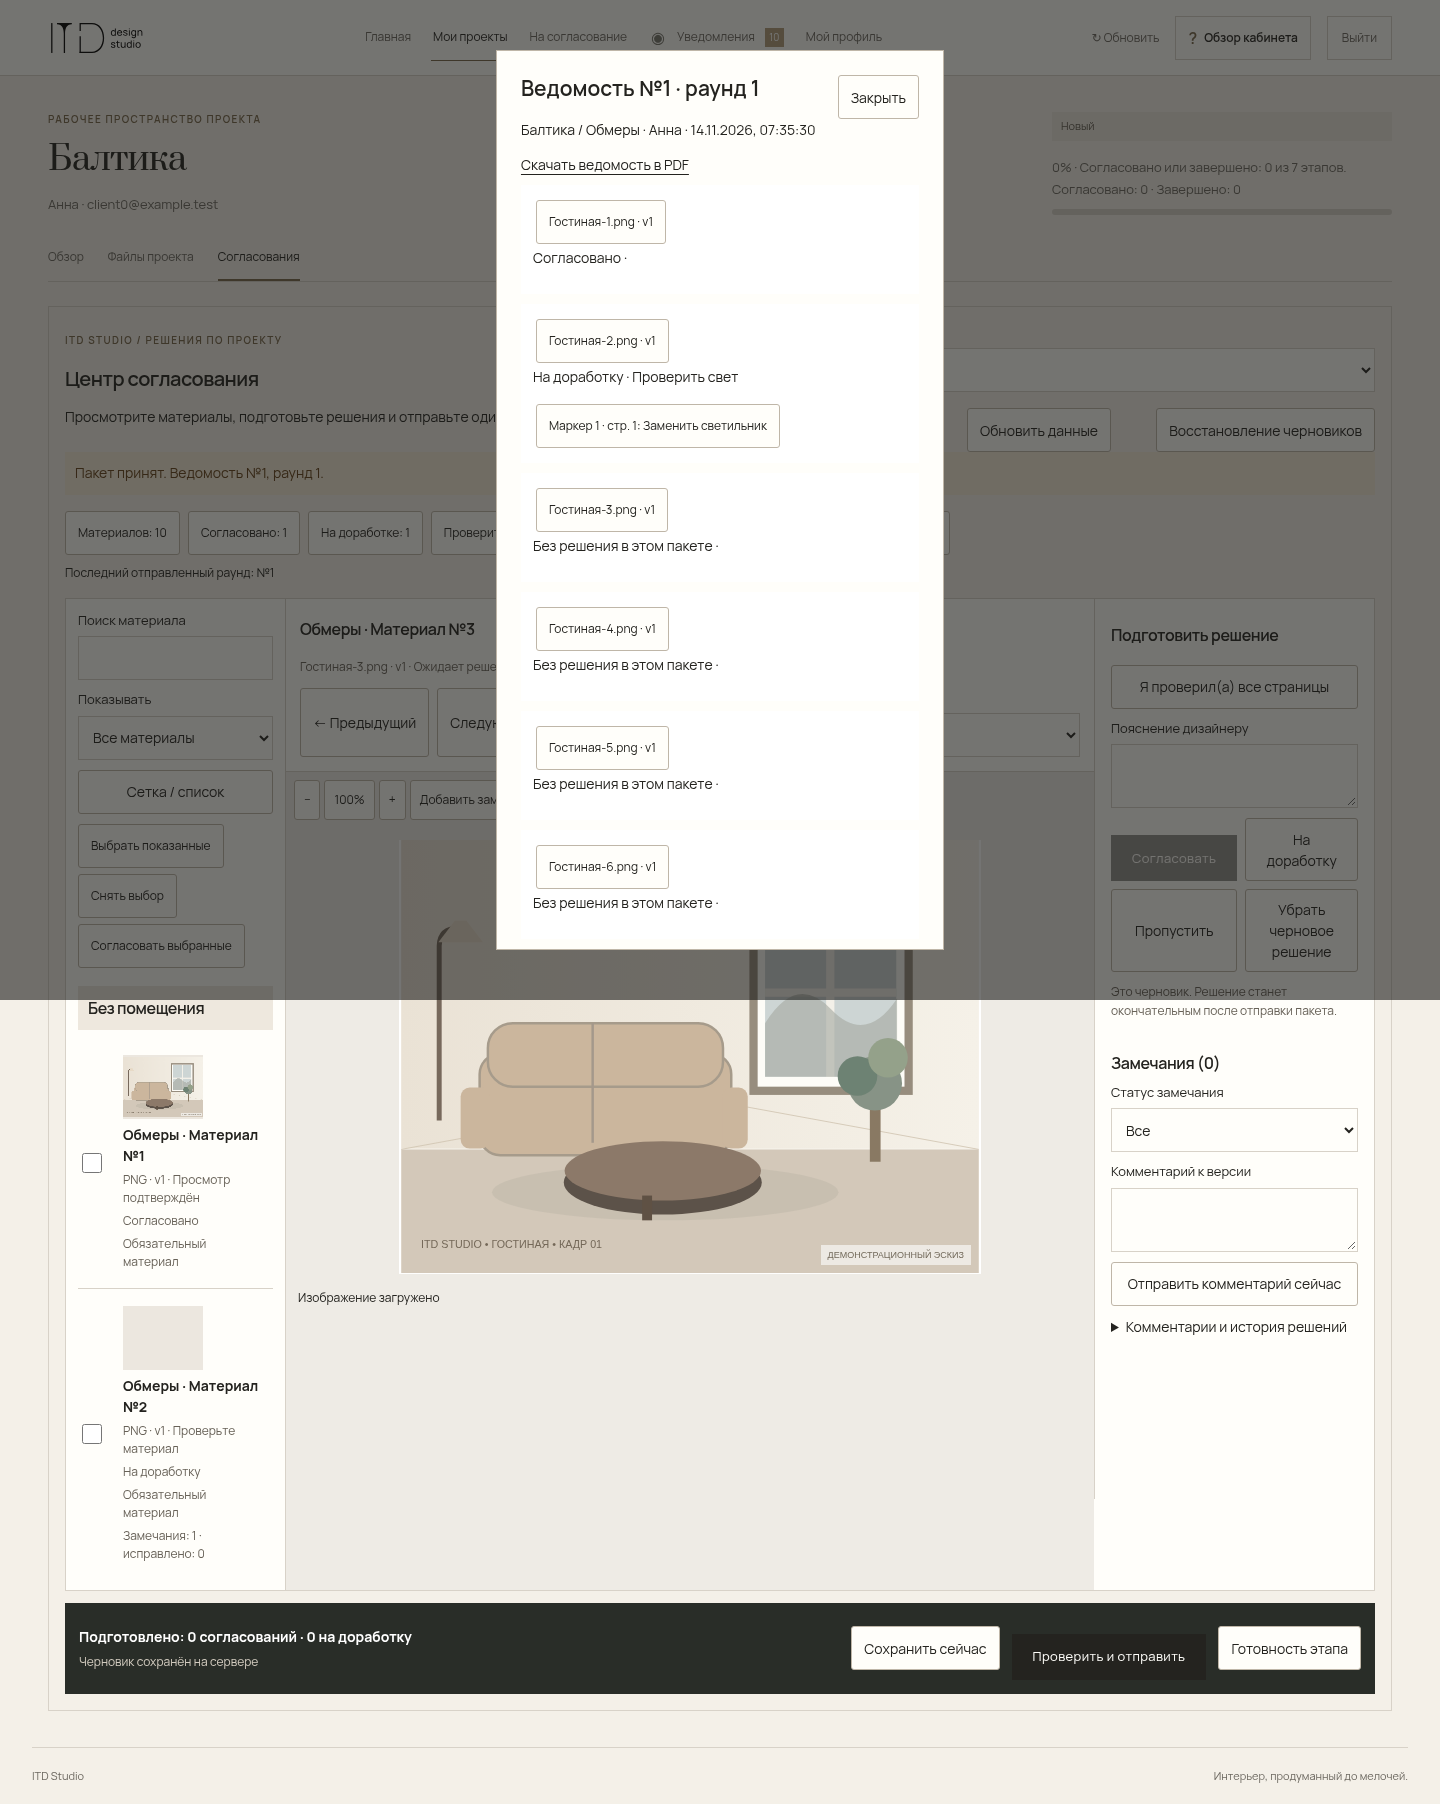 ITD design studio
Главная
Мои проекты
На согласование
Уведомления 10
Мой профиль
↻ Обновить
? Обзор кабинета
Выйти
РАБОЧЕЕ ПРОСТРАНСТВО ПРОЕКТА
Балтика
Анна · client0@example.test
Новый
0% · Согласовано или завершено: 0 из 7 этапов.
Согласовано: 0 · Завершено: 0
Обзор
Файлы проекта
Согласования
Ведомость №1 · раунд 1
Закрыть
Балтика / Обмеры · Анна · 14.11.2026, 07:35:30
Скачать ведомость в PDF
Гостиная-1.png · v1
Согласовано ·
Гостиная-2.png · v1
На доработку · Проверить свет
Маркер 1 · стр. 1: Заменить светильник
Гостиная-3.png · v1
Без решения в этом пакете ·
Гостиная-4.png · v1
Без решения в этом пакете ·
Гостиная-5.png · v1
Без решения в этом пакете ·
Гостиная-6.png · v1
Без решения в этом пакете ·
ITD STUDIO / РЕШЕНИЯ ПО ПРОЕКТУ
Центр согласования
Просмотрите материалы, подготовьте решения и отправьте
Обновить данные
Восстановление черновиков
Пакет принят. Ведомость №1, раунд 1.
Материалов: 10
Согласовано: 1
На доработке: 1
Последний отправленный раунд: №1
Поиск материала
Показывать
Все материалы
Сетка / список
Выбрать показанные
Снять выбор
Согласовать выбранные
Без помещения
Обмеры · Материал №1
PNG · v1 · Просмотр подтверждён
Согласовано
Обязательный материал
Обмеры · Материал №2
PNG · v1 · Проверьте материал
На доработку
Обязательный материал
Замечания: 1 · исправлено: 0
Обмеры · Материал №3
Гостиная-3.png · v1 · Ожидает
← Предыдущий
−
100%
+
Добавить
ITD STUDIO • ГОСТИНАЯ • КАДР 01
ДЕМОНСТРАЦИОННЫЙ ЭСКИЗ
Изображение загружено
Подготовить решение
Я проверил(а) все страницы
Пояснение дизайнеру
Согласовать
На доработку
Пропустить
Убрать черновое решение
Это черновик. Решение станет
окончательным после отправки пакета.
Замечания (0)
Статус замечания
Все
Комментарий к версии
Отправить комментарий сейчас
▶ Комментарии и история решений
Подготовлено: 0 согласований · 0 на доработку
Черновик сохранён на сервере
Сохранить сейчас
Проверить и отправить
Готовность этапа
ITD Studio
Интерьер, продуманный до мелочей.